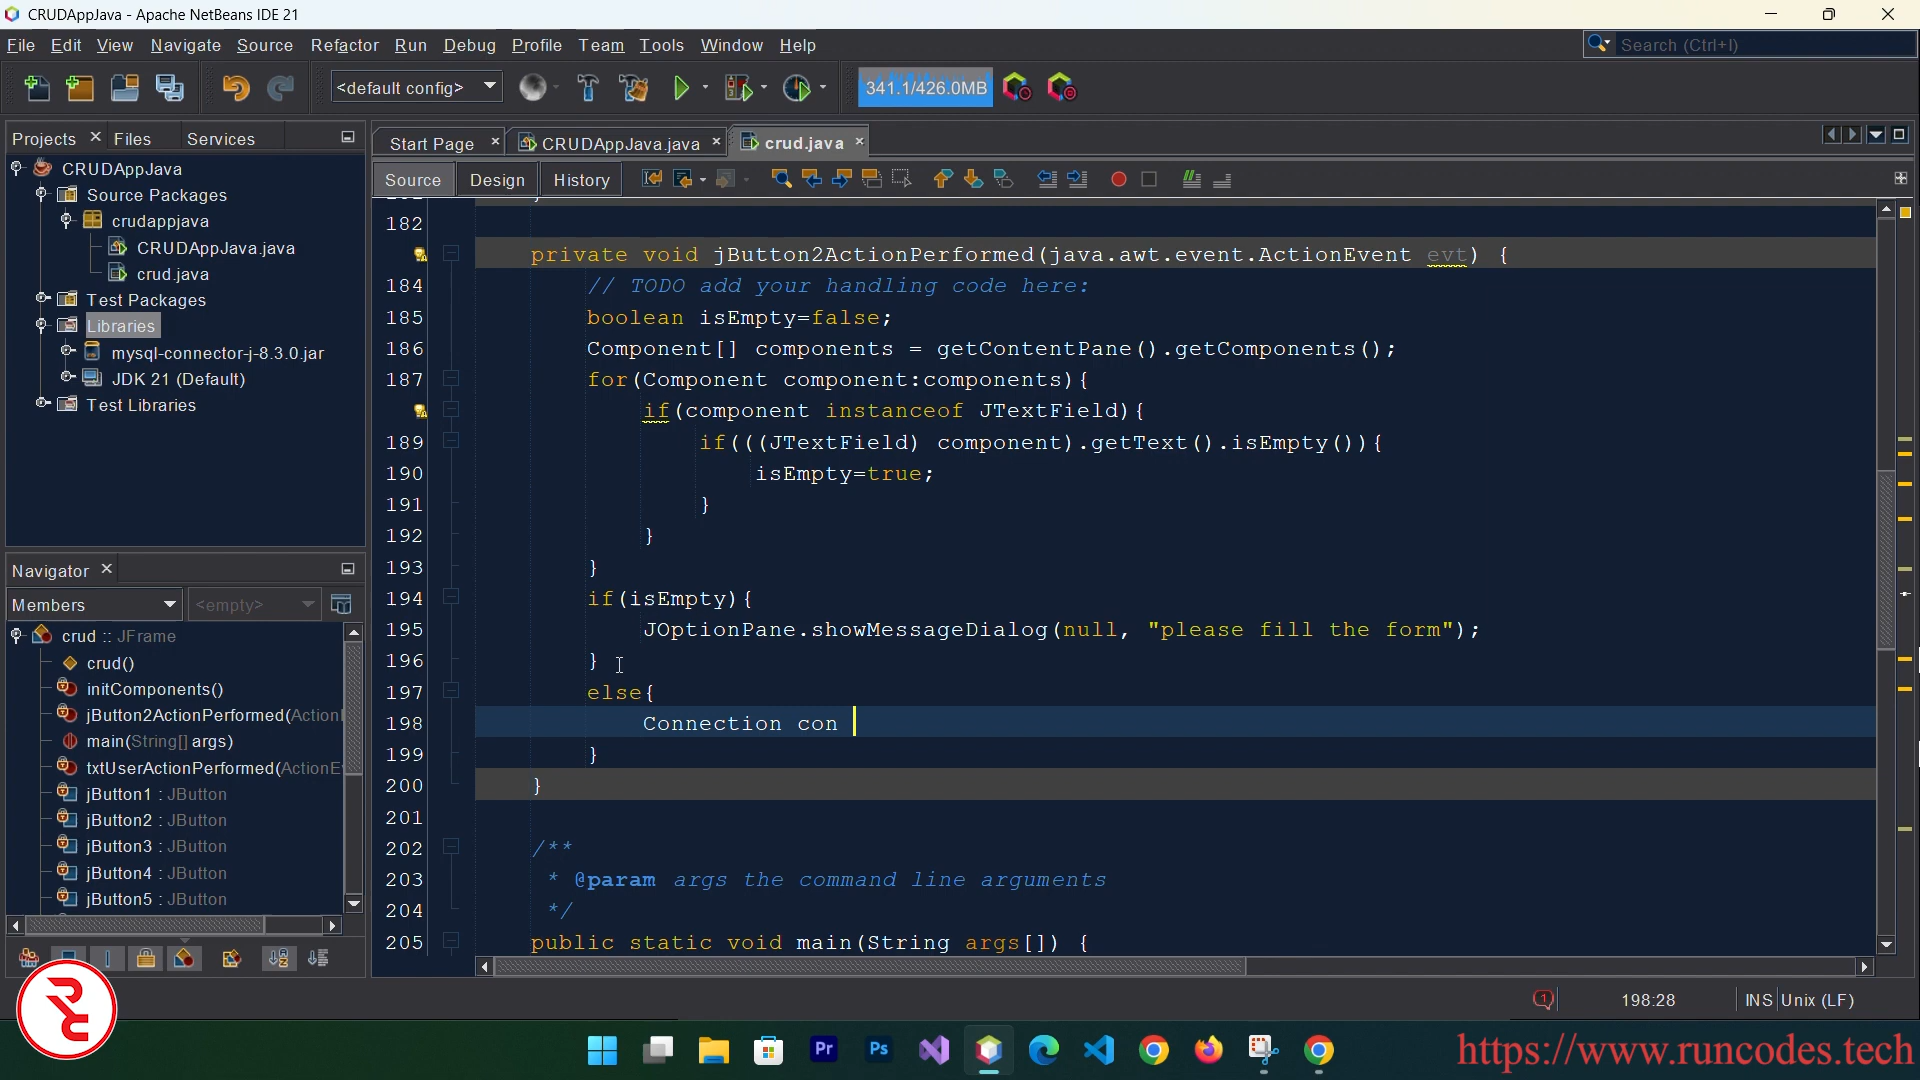 CRUDAppJava - Apache NetBeans IDE 21
File Edit View Navigate Source Refactor Run Debug Profile Team Tools Window Help
Search (Ctrl+I)
<default config>
341.1/426.0MB
Projects Files Services
Start Page CRUDAppJava.java crud.java
Source Design History
CRUDAppJava
Source Packages
crudappjava
CRUDAppJava.java
crud.java
Test Packages
Libraries
mysql-connector-j-8.3.0.jar
JDK 21 (Default)
Test Libraries
Navigator
Members <empty>
crud :: JFrame
crud()
initComponents()
jButton2ActionPerformed(Action
main(String[] args)
txtUserActionPerformed(ActionE
jButton1 : JButton
jButton2 : JButton
jButton3 : JButton
jButton4 : JButton
jButton5 : JButton
182
private void jButton2ActionPerformed(java.awt.event.ActionEvent evt) {
184 // TODO add your handling code here:
185 boolean isEmpty=false;
186 Component[] components = getContentPane().getComponents();
187 for(Component component:components){
if(component instanceof JTextField){
189 if(((JTextField) component).getText().isEmpty()){
190 isEmpty=true;
191 }
192 }
193 }
194 if(isEmpty){
195 JOptionPane.showMessageDialog(null, "please fill the form");
196 }
197 else{
198 Connection con
199 }
200 }
201
202 /**
203 * @param args the command line arguments
204 */
205 public static void main(String args[]) {
1 198:28 INS Unix (LF)
Pr Ps
https://www.runcodes.tech